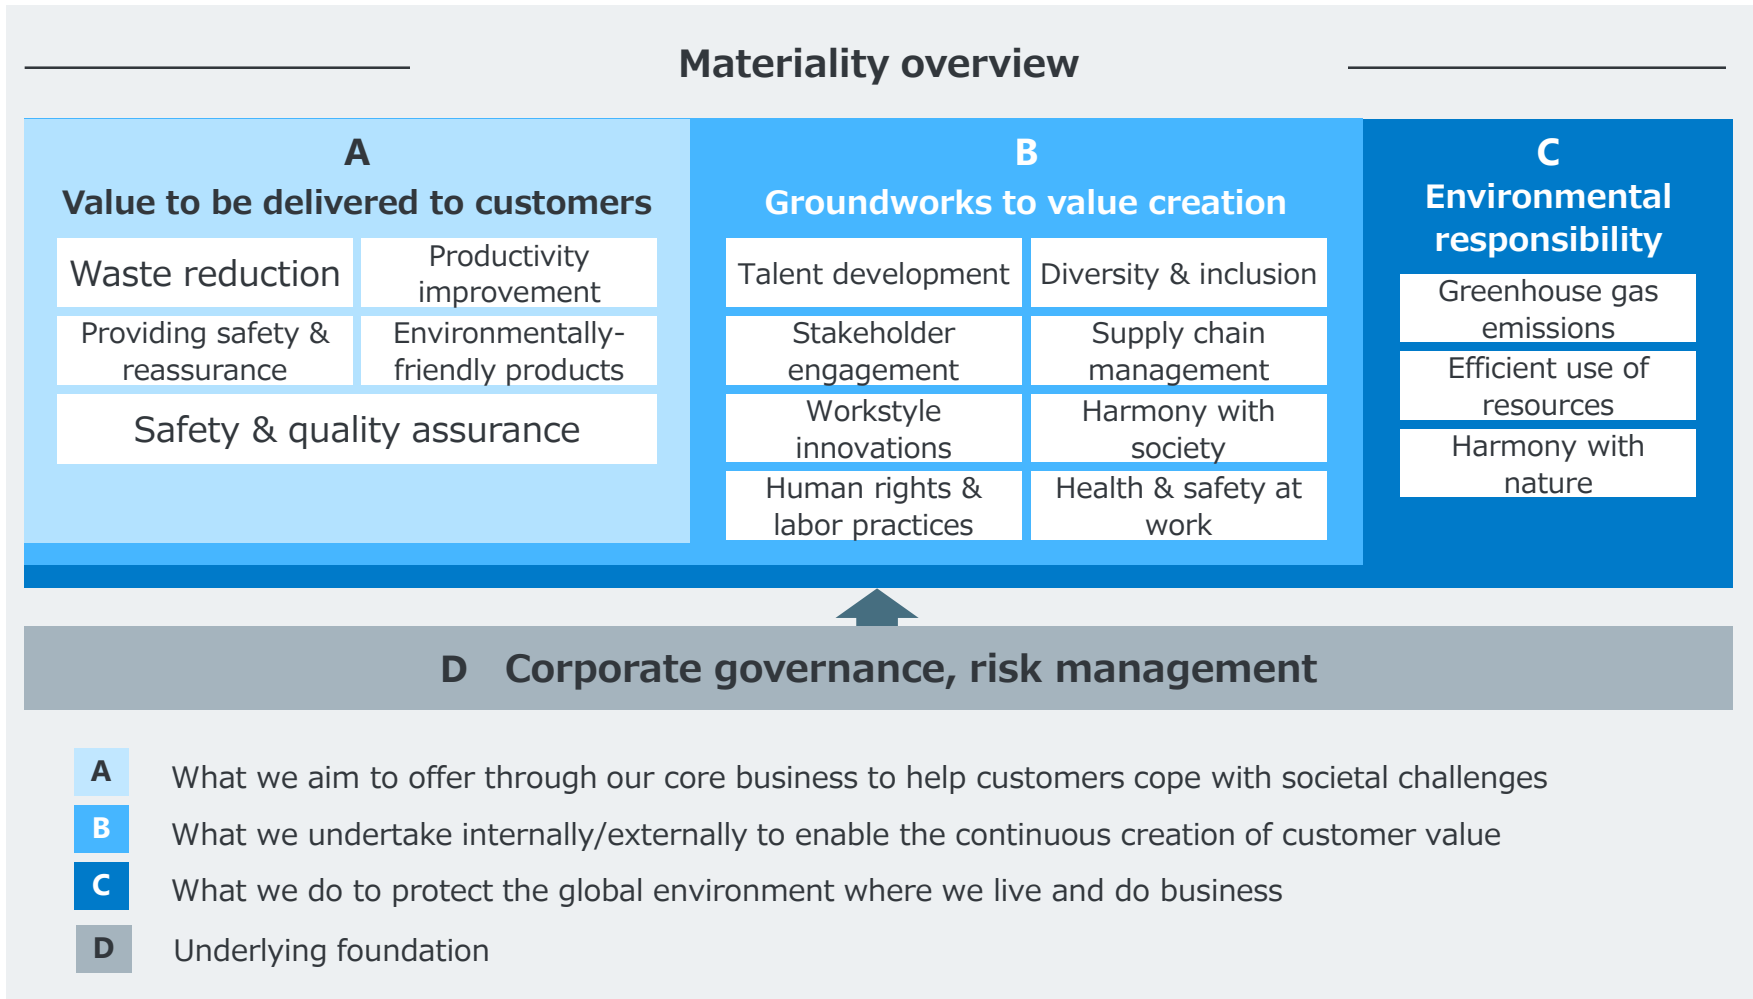 Materiality overview
A
Value to be delivered to customers
Waste reduction
Productivity
improvement
Providing safety &
reassurance
Environmentally-
friendly products
Safety & quality assurance
B
Groundworks to value creation
Talent development
Diversity & inclusion
Stakeholder
engagement
Supply chain
management
Workstyle
innovations
Harmony with
society
Human rights &
labor practices
Health & safety at
work
C
Environmental
responsibility
Greenhouse gas
emissions
Efficient use of
resources
Harmony with
nature
D Corporate governance, risk management
A What we aim to offer through our core business to help customers cope with societal challenges
B What we undertake internally/externally to enable the continuous creation of customer value
C What we do to protect the global environment where we live and do business
D Underlying foundation